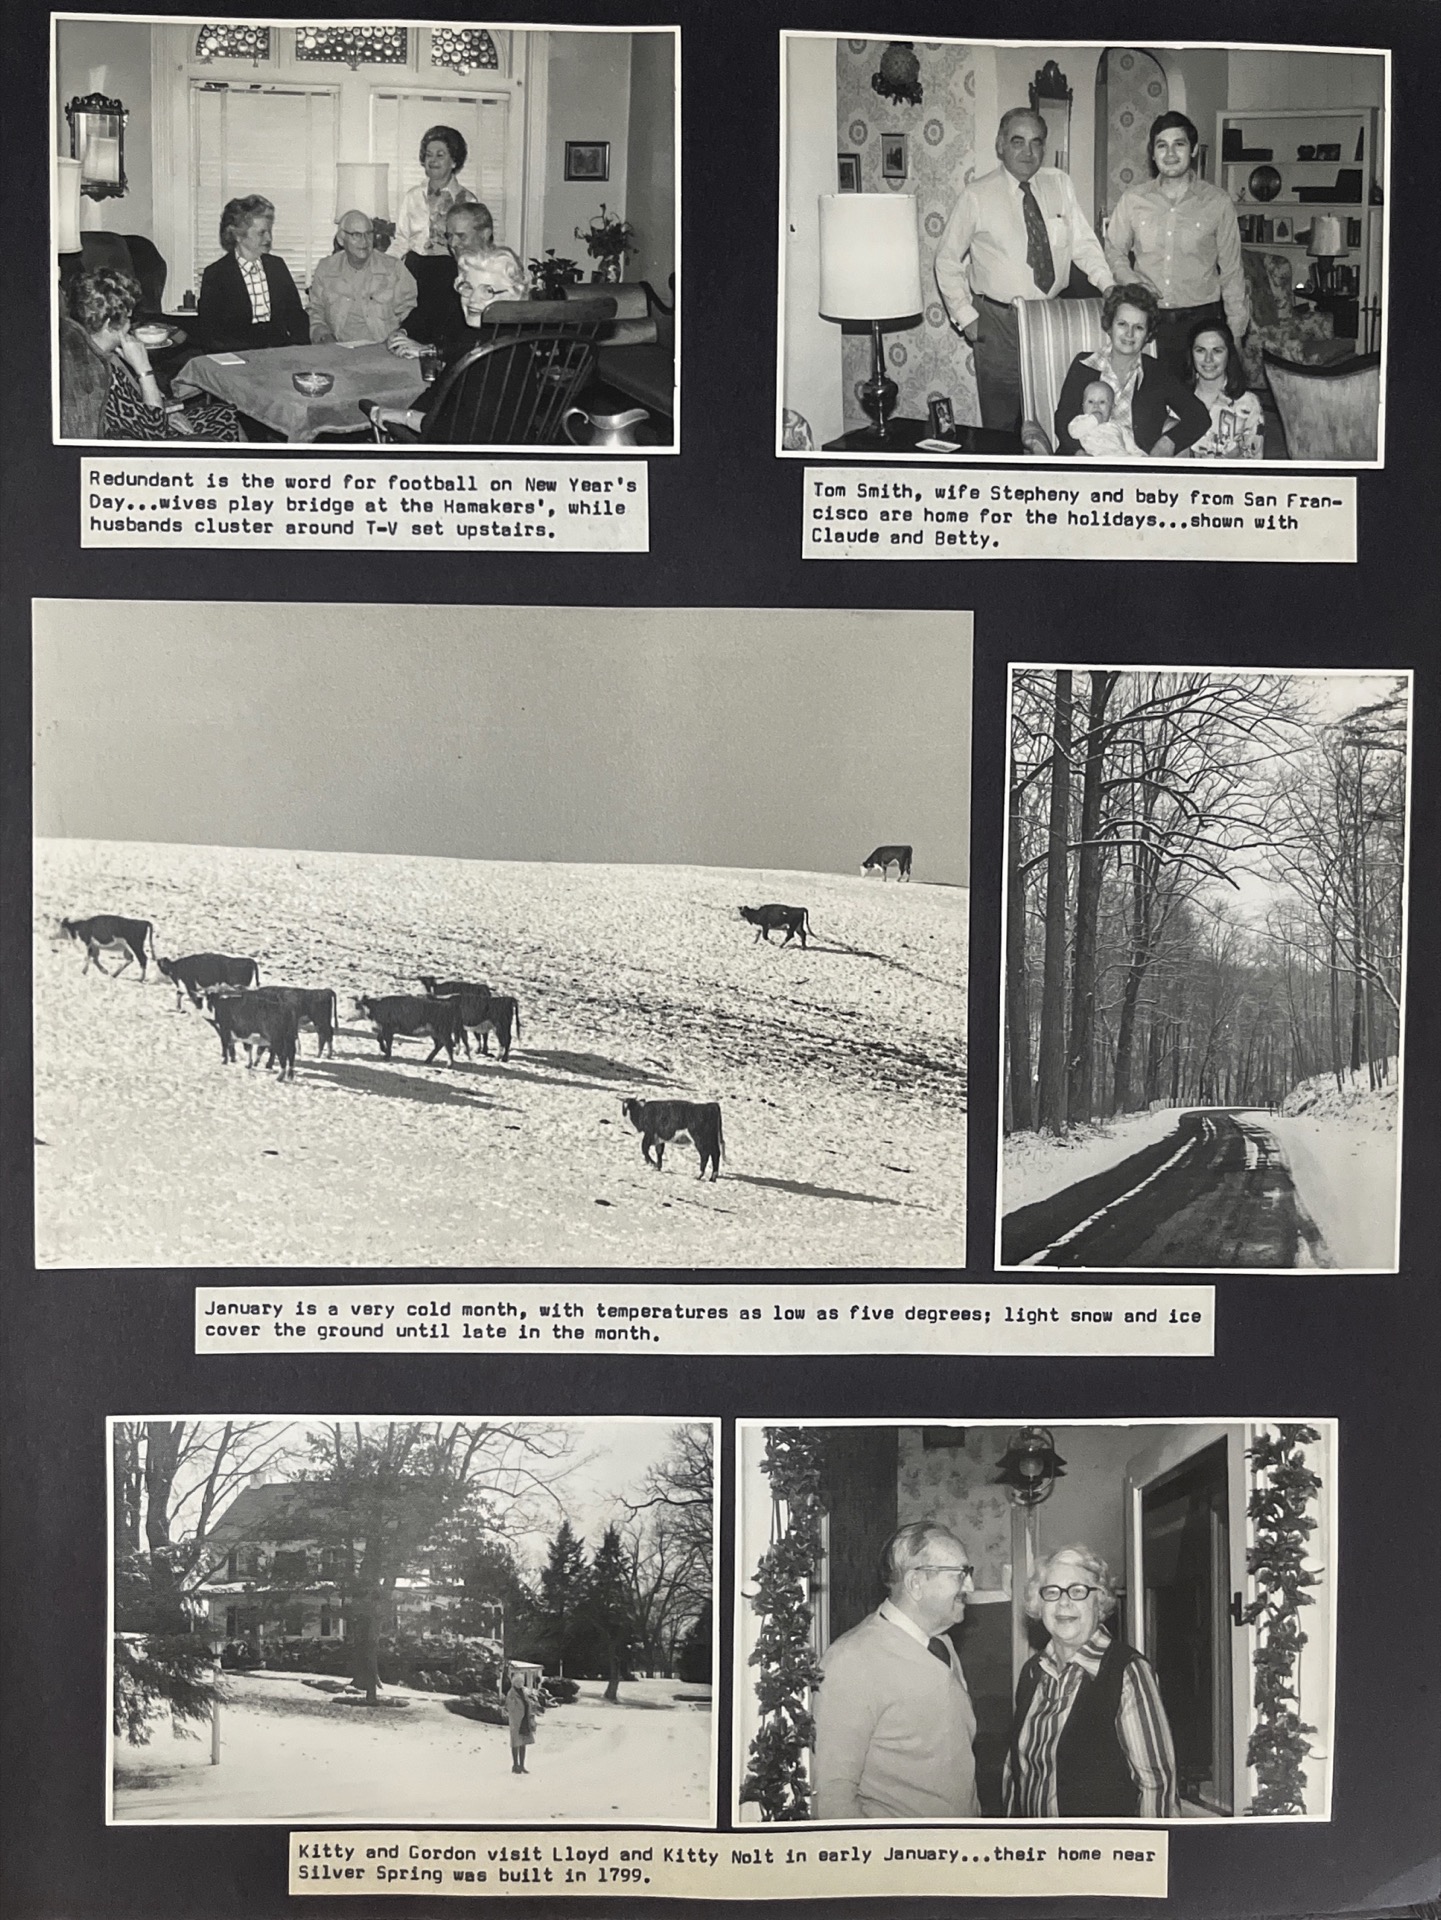 Redundant is the word for football on New Year's
Day...wives play bridge at the Hamakers', while
husbands cluster around T-V set upstairs.
Tom Smith, wife Stepheny and baby from San Fran-
cisco are home for the holidays...shown with
Claude and Betty.
January is a very cold month, with temperatures as low as five degrees; light snow and ice
cover the ground until late in the month.
Kitty and Gordon visit Lloyd and Kitty Nolt in early January...their home near
Silver Spring was built in 1799.